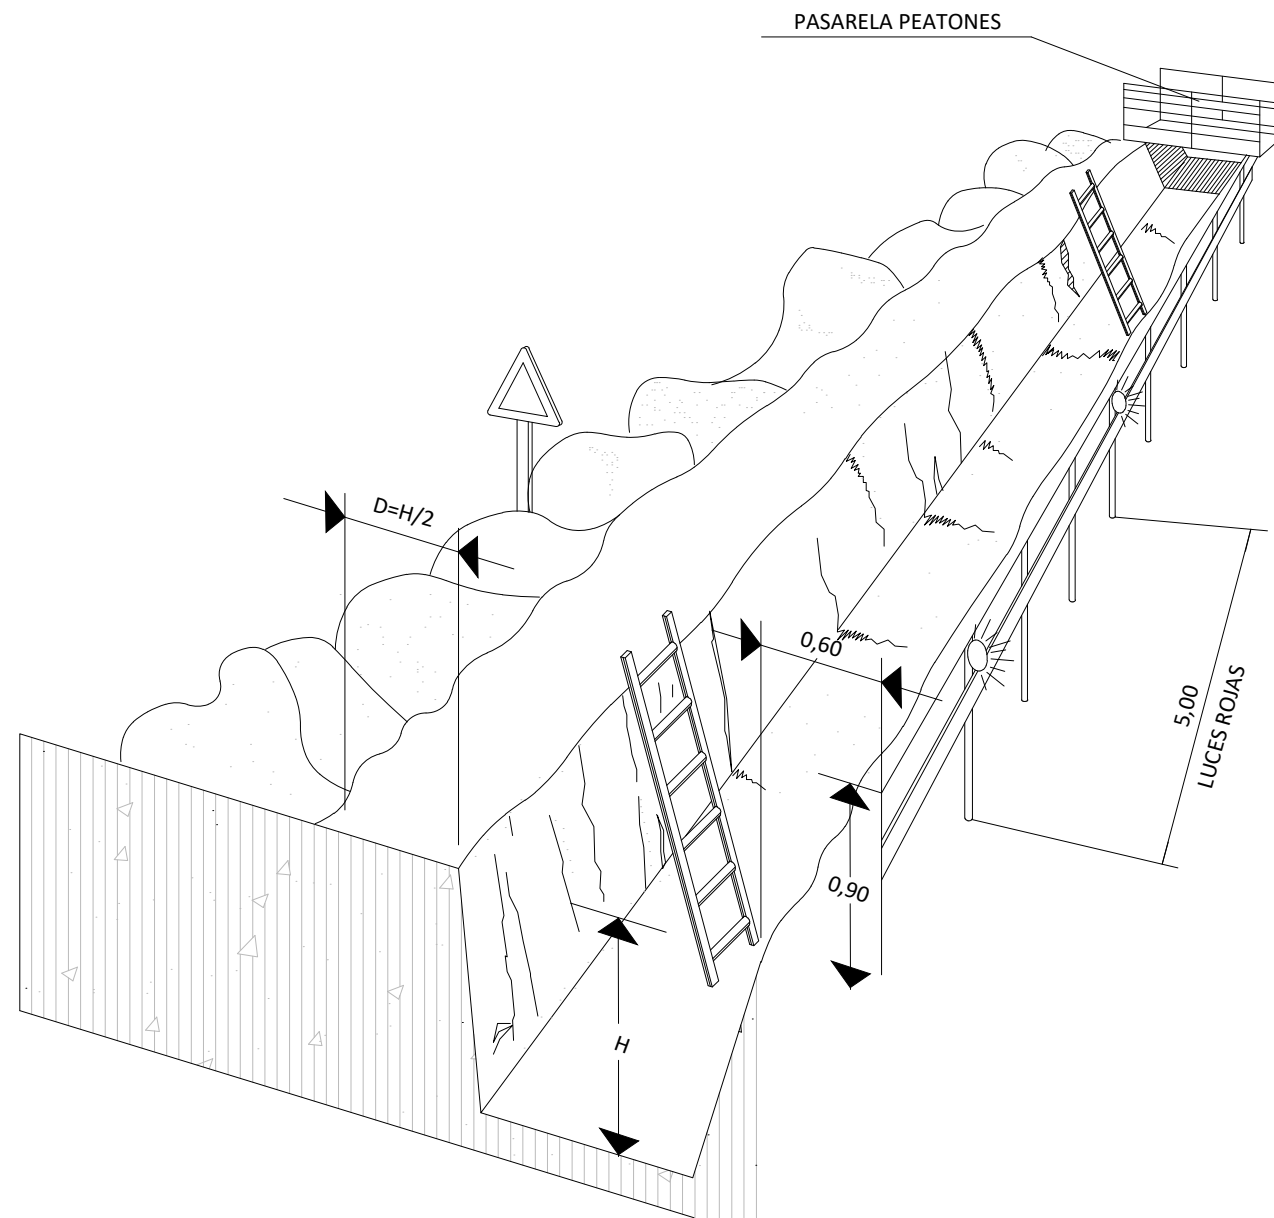 PASARELA PEATONES
D=H/2
0,60
5,00
LUCES ROJAS
0,90
H